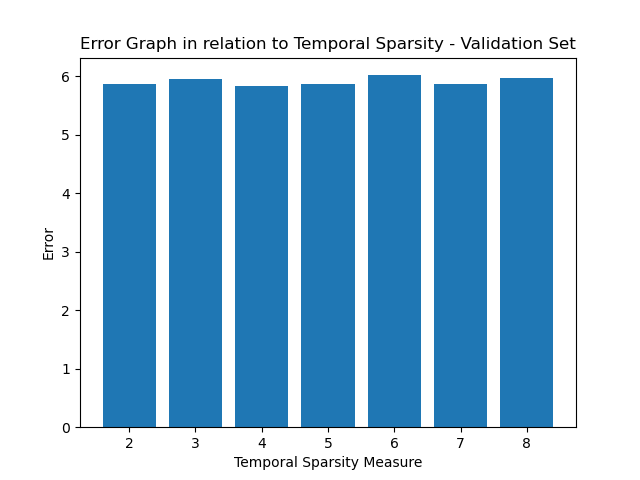 Error Graph in relation to Temporal Sparsity - Validation Set
6
5
4
3
2
1
0
Error
2 3 4 5 6 7 8
Temporal Sparsity Measure